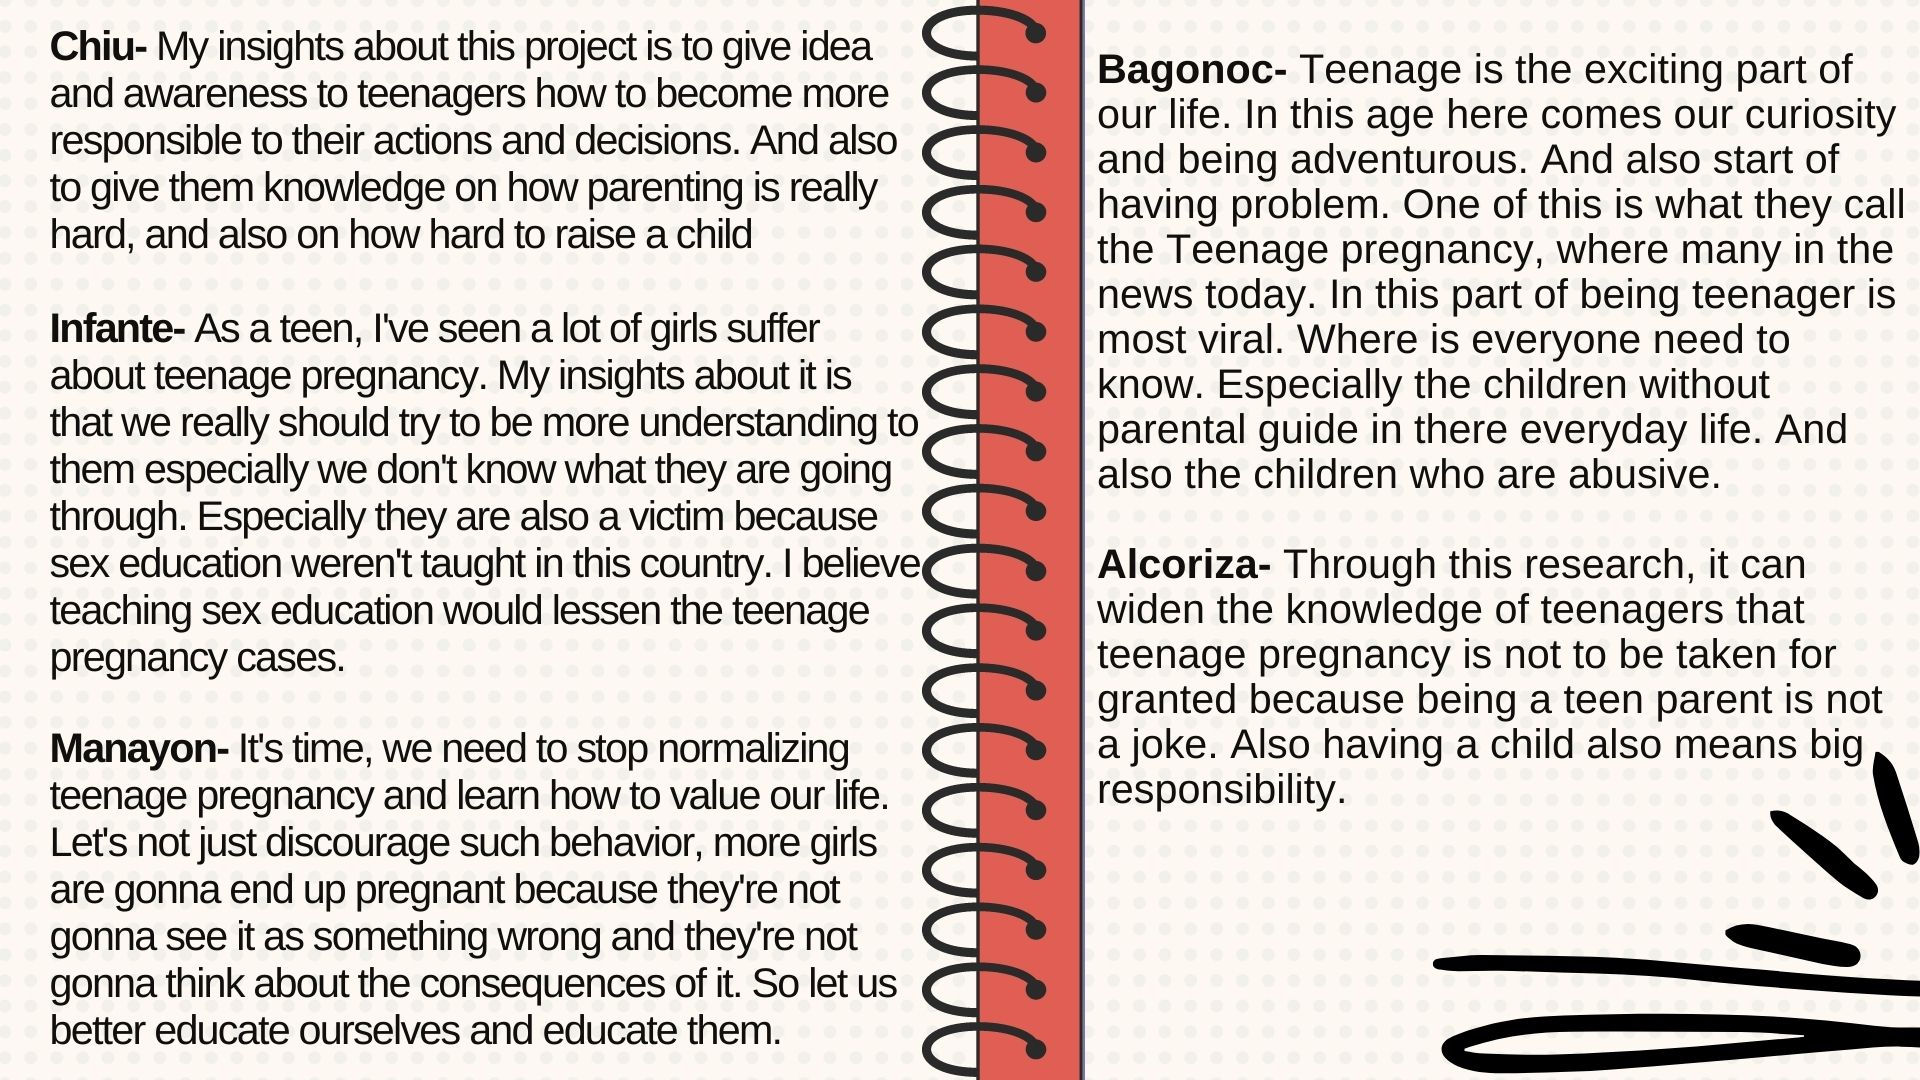 Chiu- My insights about this project is to give idea
and awareness to teenagers how to become more
responsible to their actions and decisions. And also
to give them knowledge on how parenting is really
hard, and also on how hard to raise a child
Infante- As a teen, I've seen a lot of girls suffer
about teenage pregnancy. My insights about it is
that we really should try to be more understanding to
them especially we don't know what they are going
through. Especially they are also a victim because
sex education weren't taught in this country. I believe
teaching sex education would lessen the teenage
pregnancy cases.
Manayon- It's time, we need to stop normalizing
teenage pregnancy and learn how to value our life.
Let's not just discourage such behavior, more girls
are gonna end up pregnant because they're not
gonna see it as something wrong and they're not
gonna think about the consequences of it. So let us
better educate ourselves and educate them.
Bagonoc- Teenage is the exciting part of
our life. In this age here comes our curiosity
and being adventurous. And also start of
having problem. One of this is what they call
the Teenage pregnancy, where many in the
news today. In this part of being teenager is
most viral. Where is everyone need to
know. Especially the children without
parental guide in there everyday life. And
also the children who are abusive.
Alcoriza- Through this research, it can
widen the knowledge of teenagers that
teenage pregnancy is not to be taken for
granted because being a teen parent is not
a joke. Also having a child also means big
responsibility.